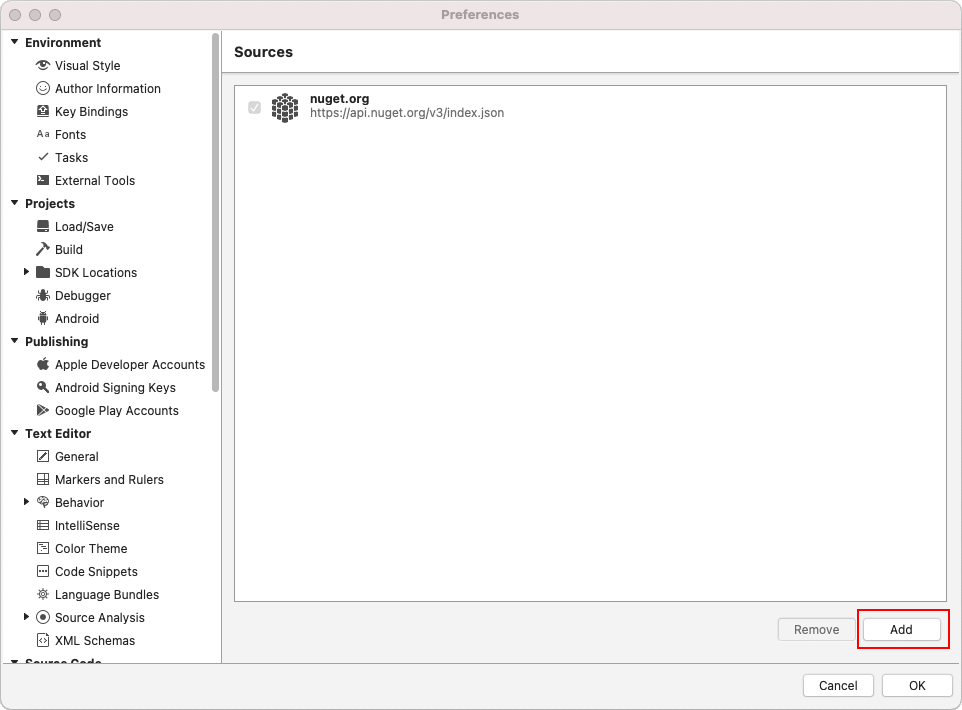 Preferences
Environment
Visual Style
Author Information
Key Bindings
Aa Fonts
Tasks
External Tools
Projects
Load/Save
Build
SDK Locations
Debugger
Android
Publishing
Apple Developer Accounts
Android Signing Keys
Google Play Accounts
Text Editor
General
Markers and Rulers
Behavior
IntelliSense
Color Theme
Code Snippets
Language Bundles
Source Analysis
XML Schemas
Source Code
Sources
nuget.org
https://api.nuget.org/v3/index.json
Remove
Add
Cancel
OK